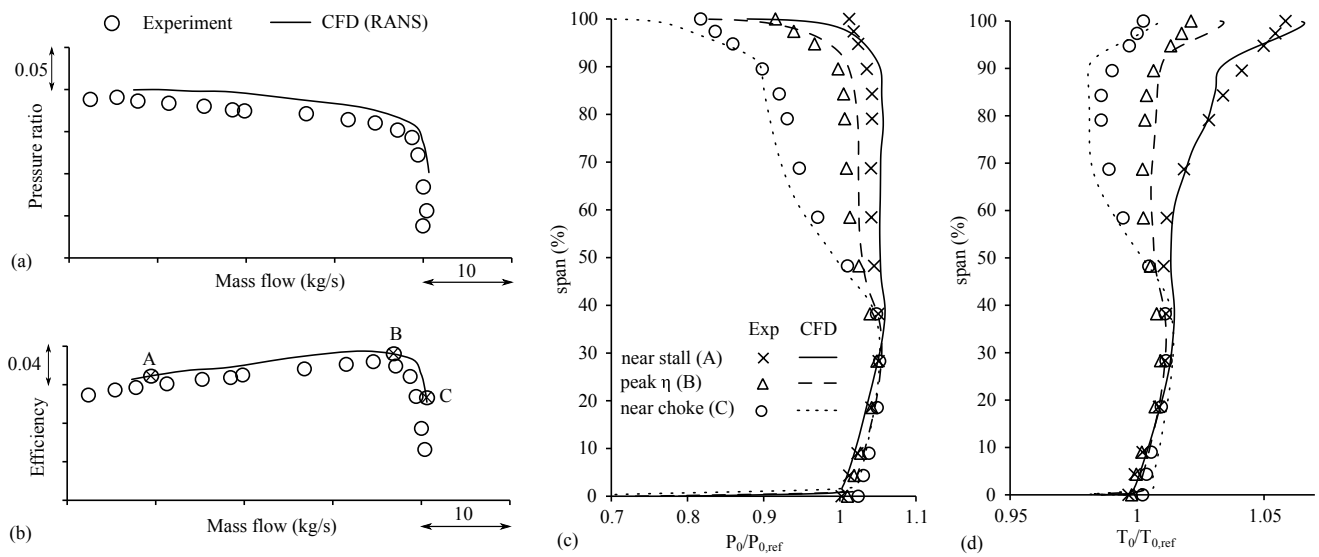 Experiment
CFD (RANS)
0.05
Pressure ratio
(a)
Mass flow (kg/s)
10
0.04
A
B
C
Efficiency
(b)
Mass flow (kg/s)
10
100
90
80
70
60
50
40
30
20
10
0
span (%)
Exp CFD
near stall (A)
peak η (B)
near choke (C)
0.7 0.8 0.9 1 1.1
(c)
P0/P0,ref
100
90
80
70
60
50
40
30
20
10
0
span (%)
0.95 1 1.05
(d)
T0/T0,ref